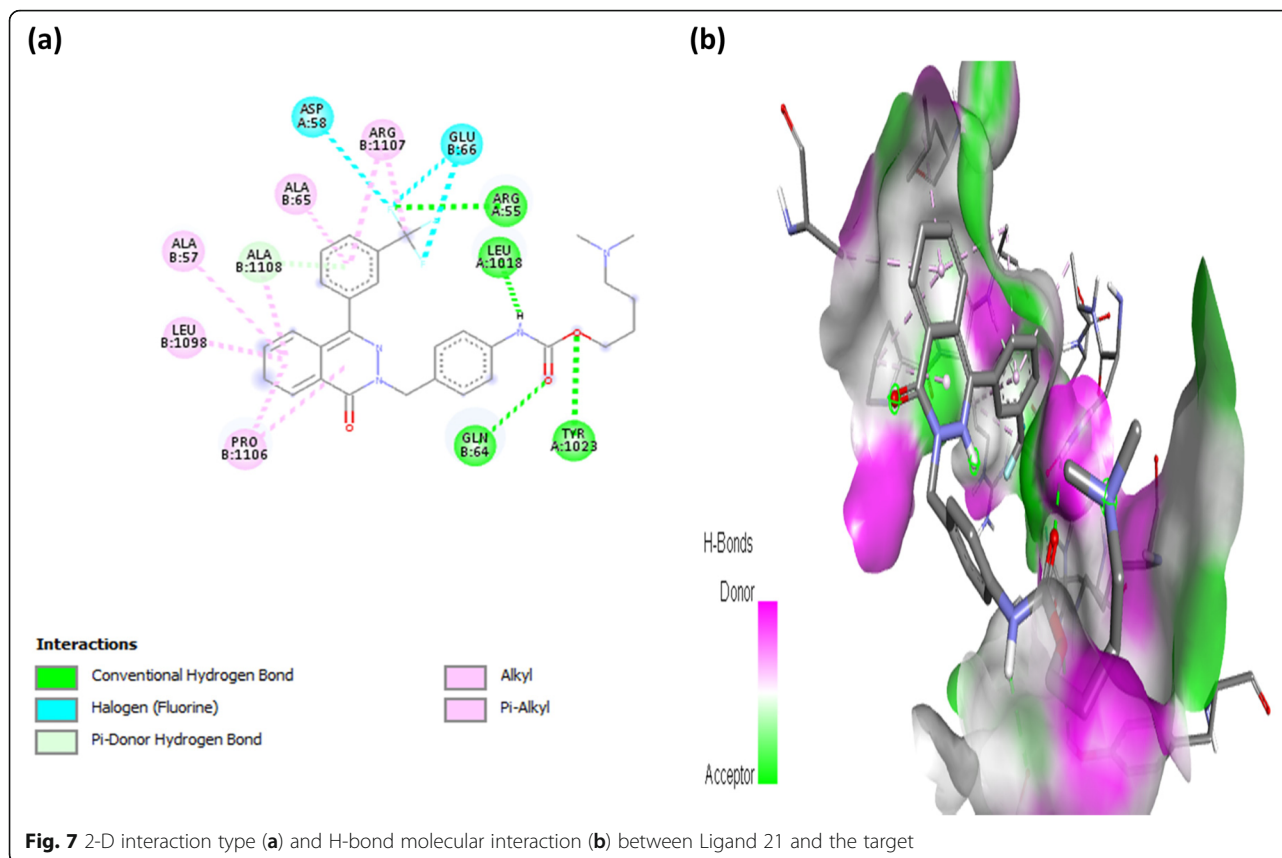 (a)
(b)
ASP
A:58
ARG
B:1107
GLU
B:66
ALA
B:65
ARG
A:55
ALA
B:57
ALA
B:1108
LEU
A:1018
LEU
B:1098
N
H
N
N
N
O
O
O
PRO
B:1106
GLN
B:64
TYR
A:1023
Interactions
Conventional Hydrogen Bond
Halogen (Fluorine)
Pi-Donor Hydrogen Bond
Alkyl
Pi-Alkyl
H-Bonds
Donor
Acceptor
Fig. 7 2-D interaction type (a) and H-bond molecular interaction (b) between Ligand 21 and the target